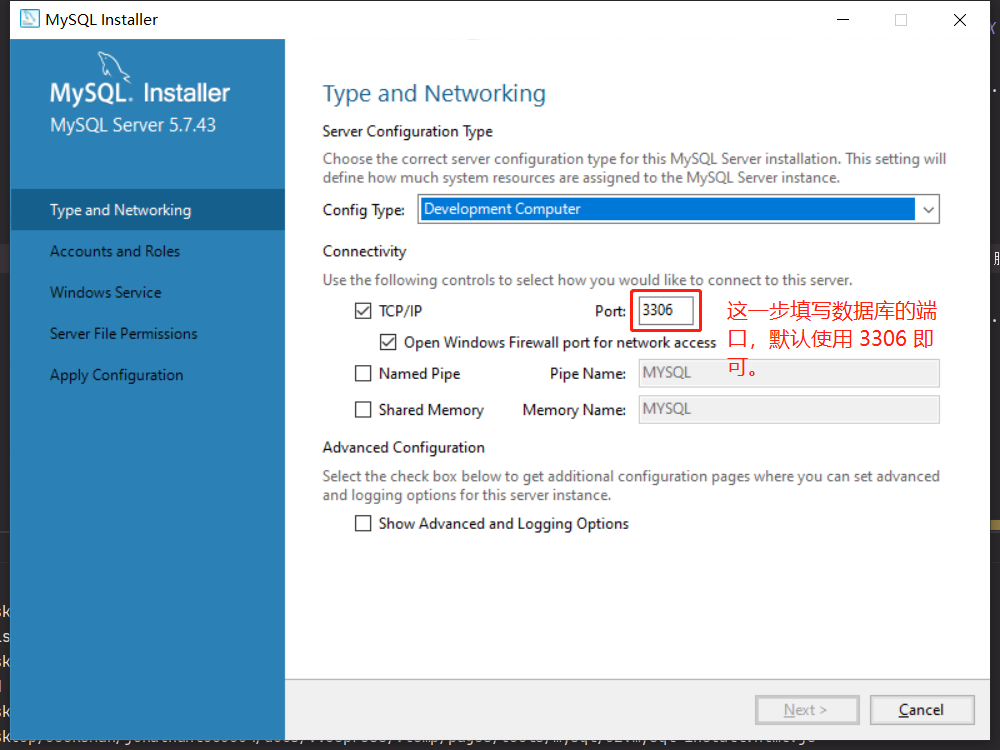 MySQL Installer
MySQL. Installer
MySQL Server 5.7.43
Type and Networking
Accounts and Roles
Windows Service
Server File Permissions
Apply Configuration
Type and Networking
Server Configuration Type
Choose the correct server configuration type for this MySQL Server installation. This setting will
define how much system resources are assigned to the MySQL Server instance.
Config Type: Development Computer
Connectivity
Use the following controls to select how you would like to connect to this server.
TCP/IP Port: 3306
这一步填写数据库的端
口，默认使用 3306 即
可。
Open Windows Firewall port for network access
Named Pipe Pipe Name: MYSQL
Shared Memory Memory Name: MYSQL
Advanced Configuration
Select the check box below to get additional configuration pages where you can set advanced
and logging options for this server instance.
Show Advanced and Logging Options
Next > Cancel